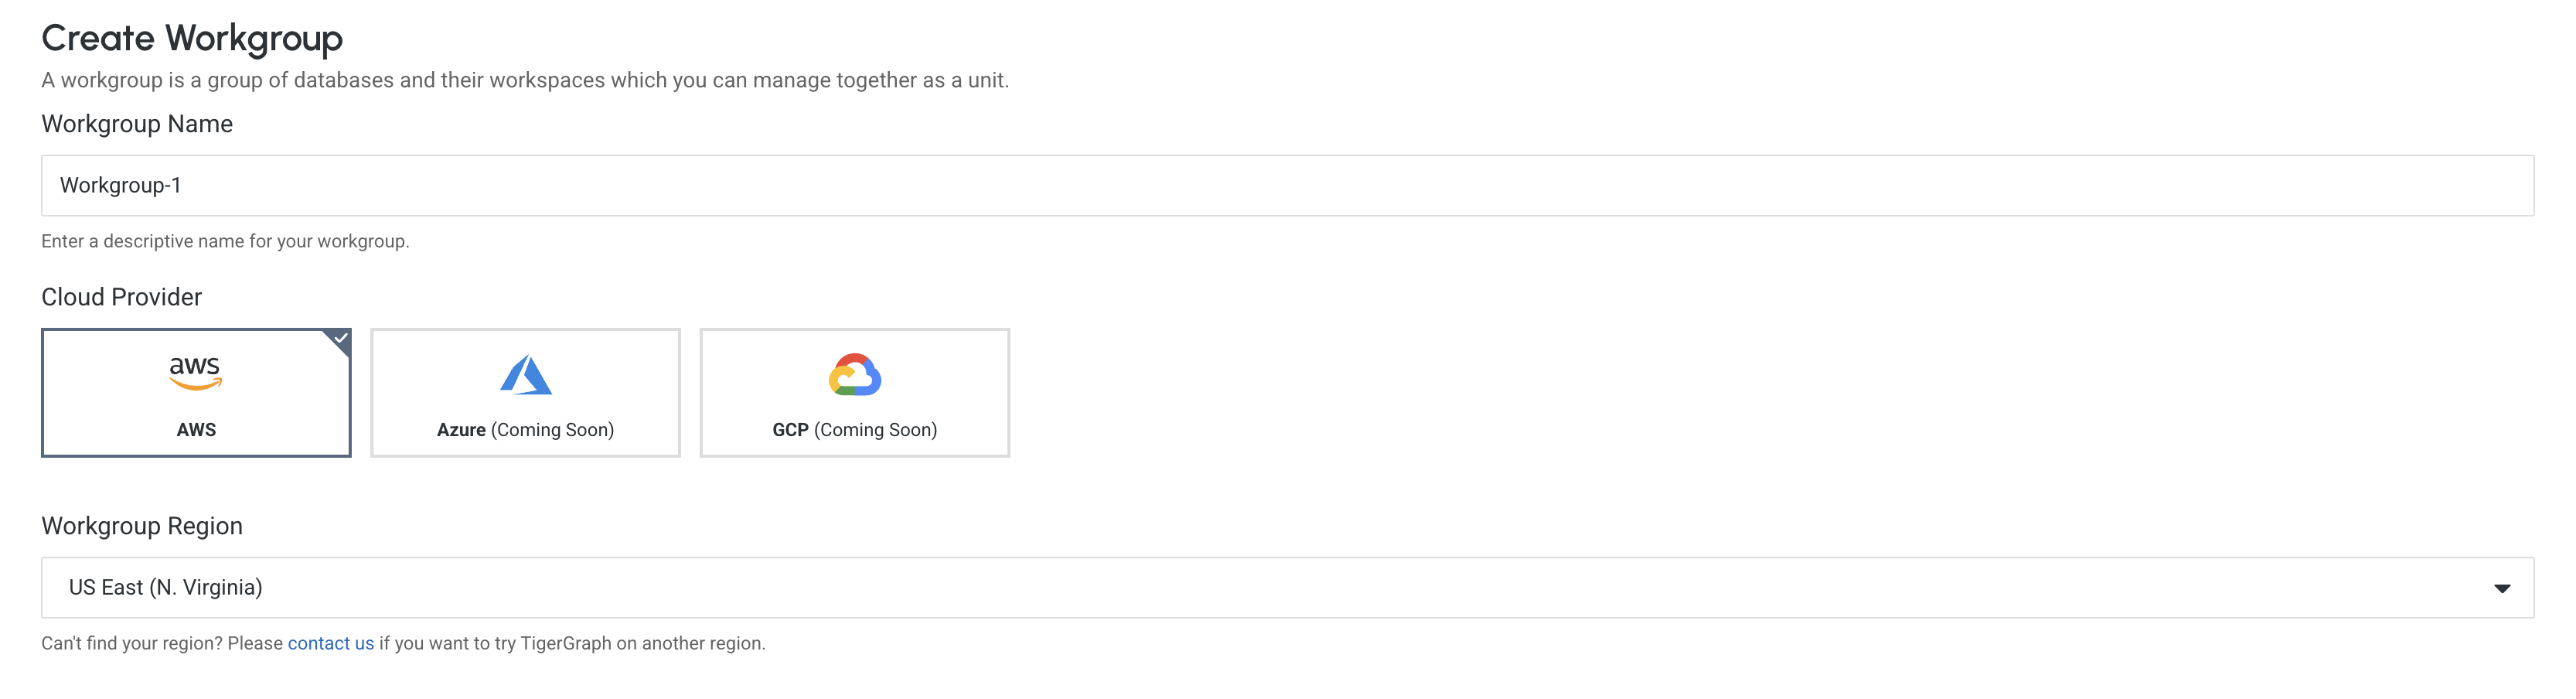 Create Workgroup
A workgroup is a group of databases and their workspaces which you can manage together as a unit.
Workgroup Name
Workgroup-1
Enter a descriptive name for your workgroup.
Cloud Provider
aws
AWS
Azure (Coming Soon)
GCP (Coming Soon)
Workgroup Region
US East (N. Virginia)
Can't find your region? Please contact us if you want to try TigerGraph on another region.